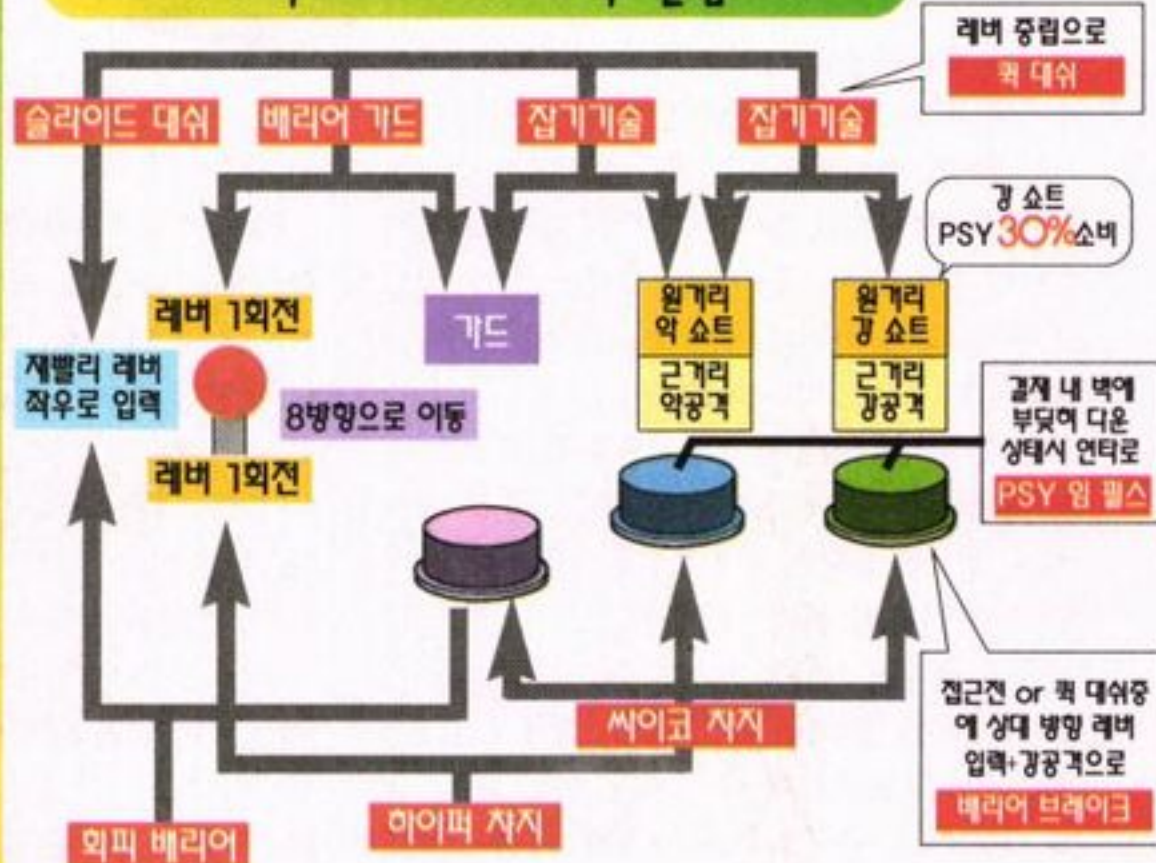 레버 중립으로
퀵 대쉬
슬라이드 대쉬
배리어 가드
잡기기술
잡기기술
강 쇼트
PSY 30%소비
레버 1회전
가드
원거리
약 쇼트
원거리
강 쇼트
재빨리 레버
좌우로 입력
8방향으로 이동
근거리
약공격
근거리
강공격
결재 내 벽에
부딪혀 다운
상태시 연타로
PSY 임 펄스
레버 1회전
싸이코 차지
접근전 or 퀵 대쉬중
에 상대 방향 레버
입력+강공격으로
배리어 브레이크
회피 배리어
하이퍼 차지